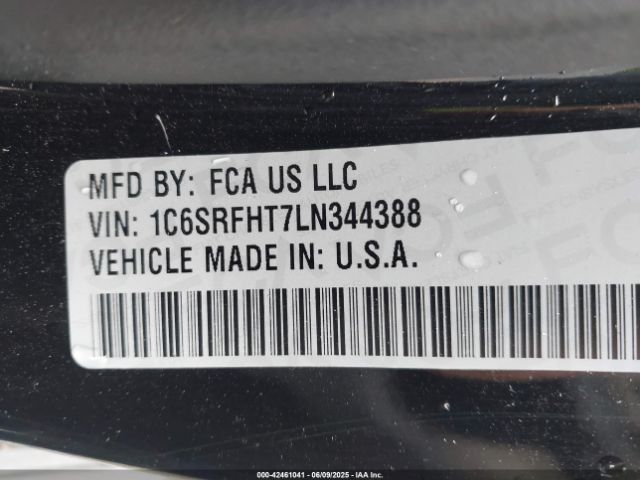 MFD BY: FCA US LLC
VIN: 1C6SRFHT7LN344388
VEHICLE MADE IN: U.S.A.
000-42461041 - 06/09/2025 - IAA Inc.